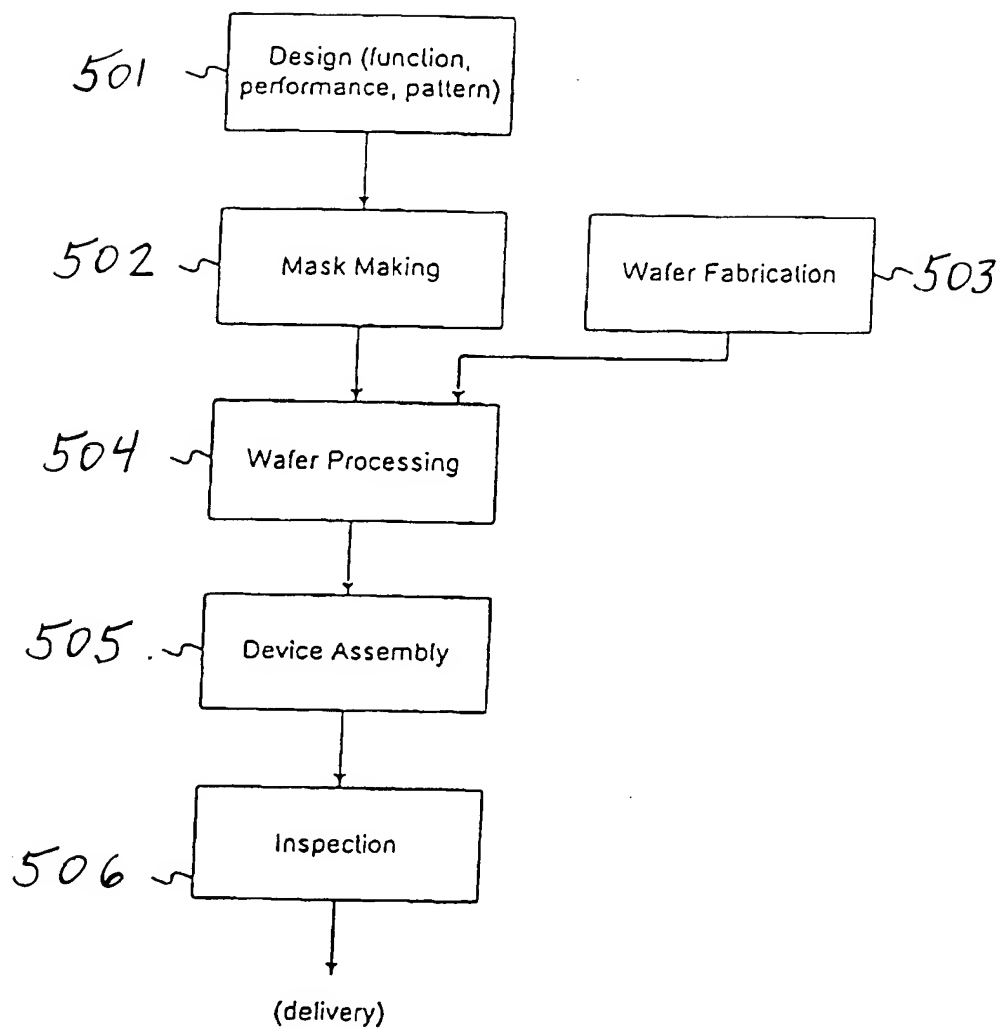 501
Design (function,
performance, pattern)
502
Mask Making
Wafer Fabrication
503
504
Wafer Processing
505
Device Assembly
506
Inspection
(delivery)